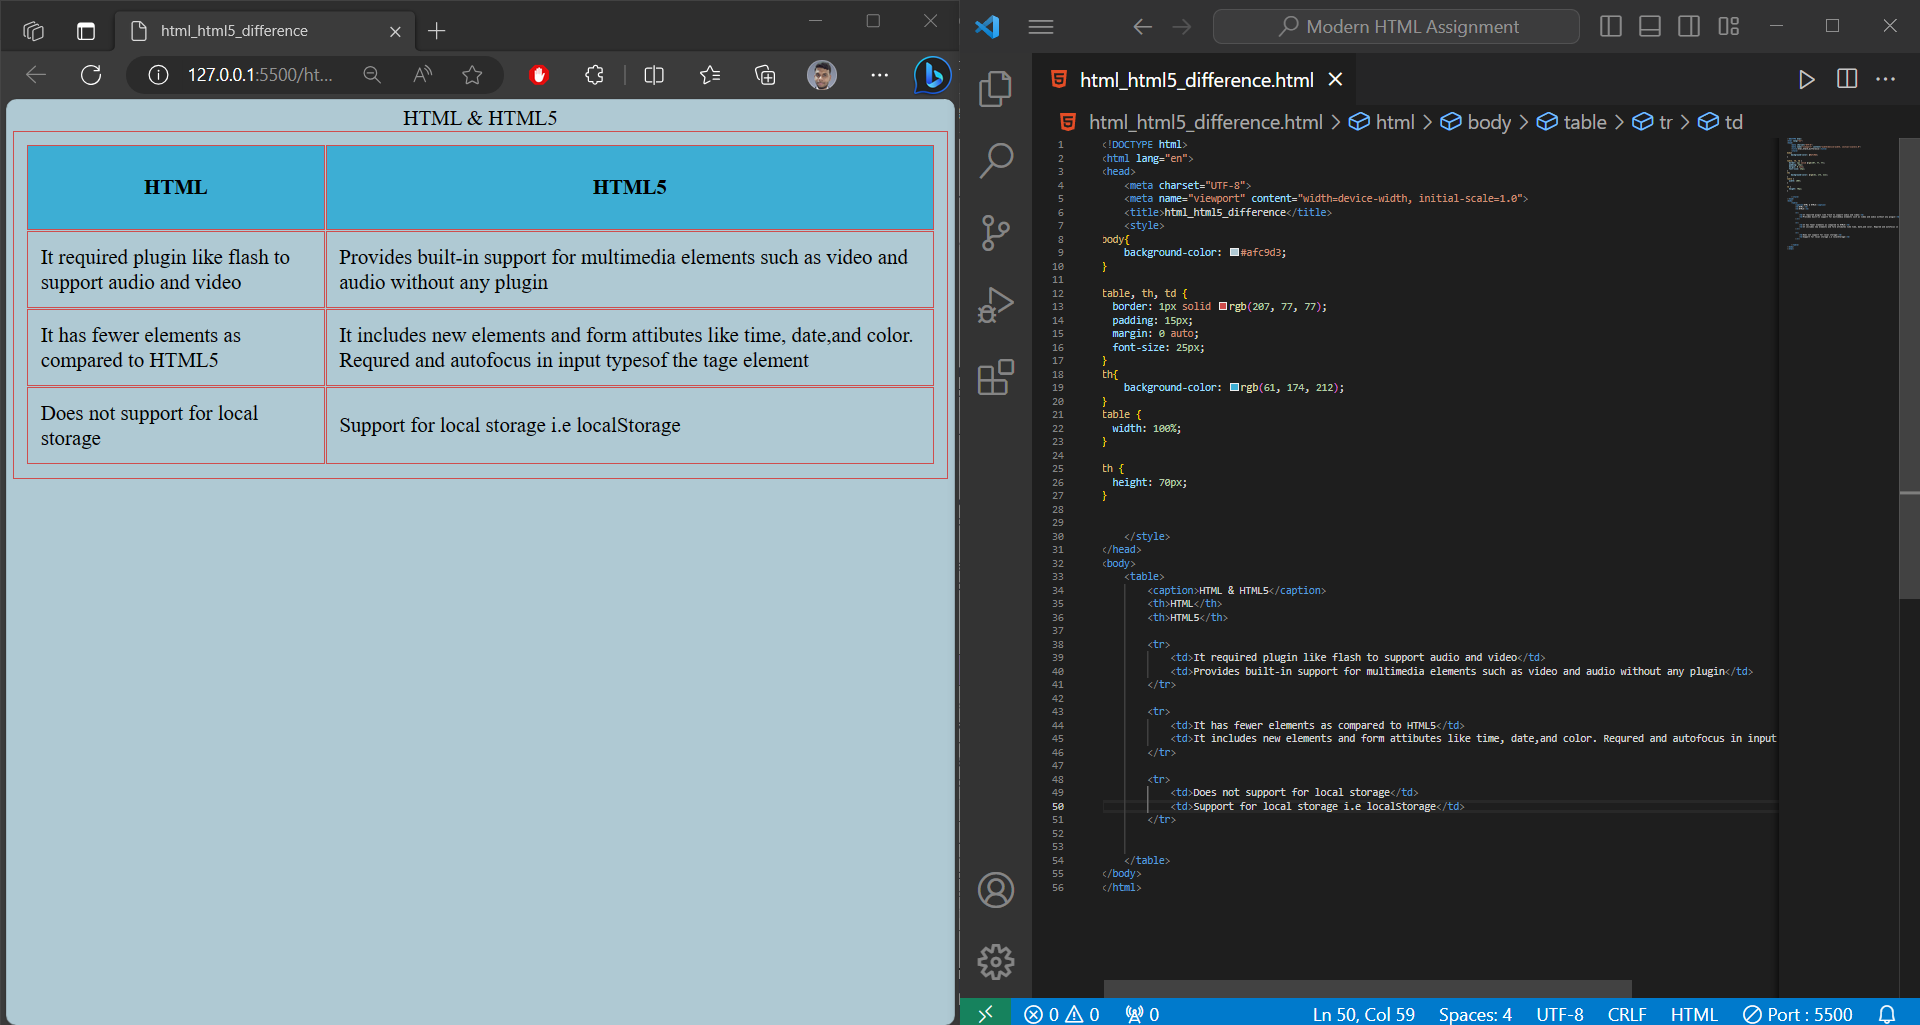 html_html5_difference
127.0.0.1:5500/ht...
HTML & HTML5
HTML HTML5
It required plugin like flash to support audio and video
Provides built-in support for multimedia elements such as video and audio without any plugin
It has fewer elements as compared to HTML5
It includes new elements and form attibutes like time, date,and color. Requred and autofocus in input typesof the tage element
Does not support for local storage
Support for local storage i.e localStorage
Modern HTML Assignment
html_html5_difference.html
html_html5_difference.html > html > body > table > tr > td
1 <!DOCTYPE html>
2 <html lang="en">
3 <head>
4 <meta charset="UTF-8">
5 <meta name="viewport" content="width=device-width, initial-scale=1.0">
6 <title>html_html5_difference</title>
7 <style>
8 body{
9 background-color: #afc9d3;
10 }
11
12 table, th, td {
13 border: 1px solid rgb(207, 77, 77);
14 padding: 15px;
15 margin: 0 auto;
16 font-size: 25px;
17 }
18 th{
19 background-color: rgb(61, 174, 212);
20 }
21 table {
22 width: 100%;
23 }
24
25 th {
26 height: 70px;
27 }
28
29
30 </style>
31 </head>
32 <body>
33 <table>
34 <caption>HTML & HTML5</caption>
35 <th>HTML</th>
36 <th>HTML5</th>
37
38 <tr>
39 <td>It required plugin like flash to support audio and video</td>
40 <td>Provides built-in support for multimedia elements such as video and audio without any plugin</td>
41 </tr>
42
43 <tr>
44 <td>It has fewer elements as compared to HTML5</td>
45 <td>It includes new elements and form attibutes like time, date,and color. Requred and autofocus in input
46 </tr>
47
48 <tr>
49 <td>Does not support for local storage</td>
50 <td>Support for local storage i.e localStorage</td>
51 </tr>
52
53
54 </table>
55 </body>
56 </html>
0 0 0 Ln 50, Col 59 Spaces: 4 UTF-8 CRLF HTML Port : 5500